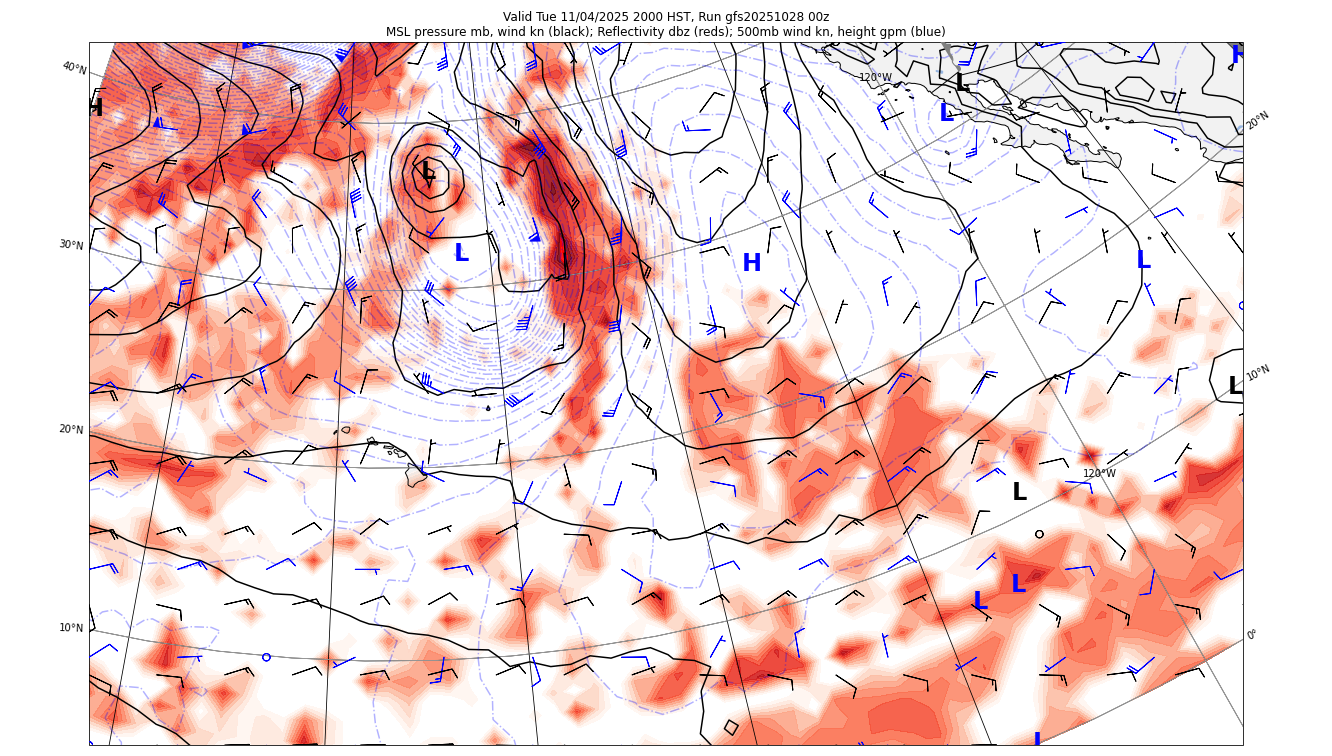 Valid Tue 11/04/2025 2000 HST, Run gfs20251028 00z
MSL pressure mb, wind kn (black); Reflectivity dbz (reds); 500mb wind kn, height gpm (blue)
40°N
120°W
H
L
L
H
20°N
L
30°N
L
H
L
10°N
L
20°N
120°W
L
10°N
L
L
0°
L